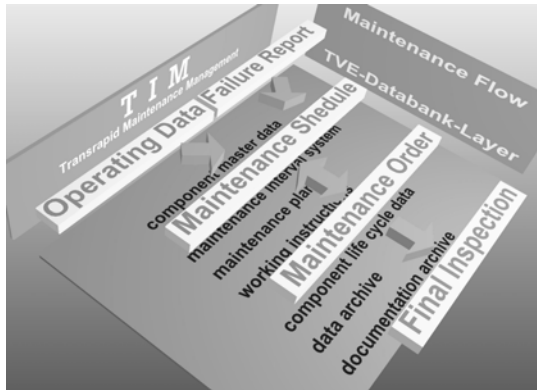 T I M
Transrapid Maintenance Management
Maintenance Flow
TVE-Databank-Layer
Operating Data Failure Report
component master data
Maintenance Shedule
maintenance interval system
maintenance plan
working instructions
Maintenance Order
component life cycle data
data archive
documentation archive
Final Inspection